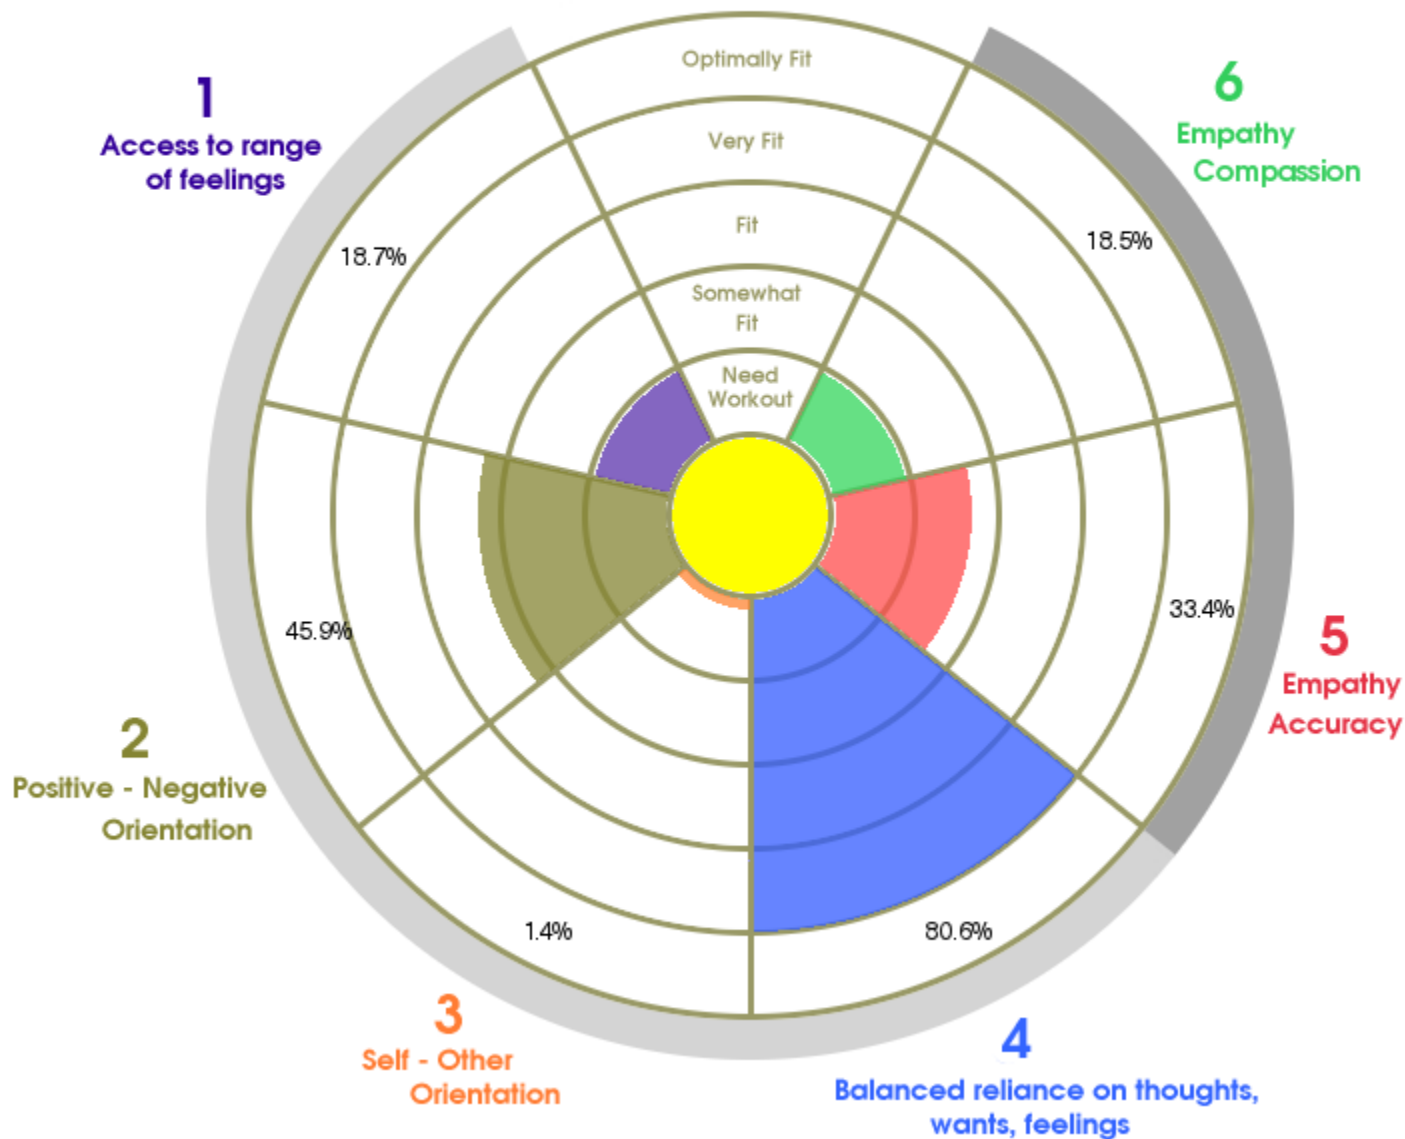 Optimally Fit
Very Fit
Fit
Somewhat
Fit
Need
Workout
1
Access to range
of feelings
18.7%
2
Positive - Negative
Orientation
45.9%
3
Self - Other
Orientation
1.4%
4
Balanced reliance on thoughts,
wants, feelings
80.6%
5
Empathy
Accuracy
33.4%
6
Empathy
Compassion
18.5%